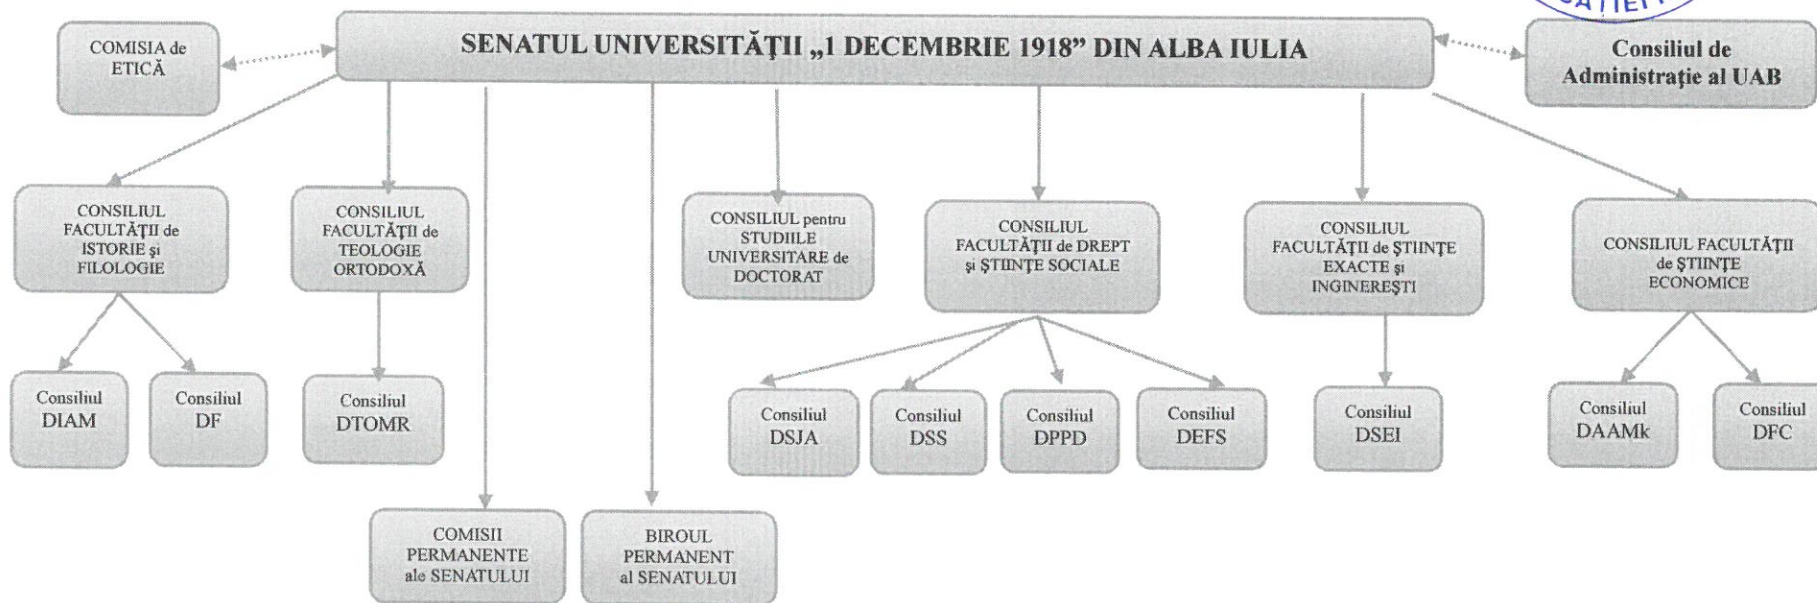 COMISIA de
ETICĂ
SENATUL UNIVERSITĂŢII „1 DECEMBRIE 1918” DIN ALBA IULIA
Consiliul de
Administraţie al UAB
CONSILIUL
FACULTĂŢII de
ISTORIE şi
FILOLOGIE
CONSILIUL
FACULTĂŢII de
TEOLOGIE
ORTODOXĂ
CONSILIUL pentru
STUDIILE
UNIVERSITARE de
DOCTORAT
CONSILIUL
FACULTĂŢII de DREPT
şi ŞTIINŢE SOCIALE
CONSILIUL
FACULTĂŢII de ŞTIINŢE
EXACTE şi
INGINEREŞTI
CONSILIUL FACULTĂŢII
de ŞTIINŢE
ECONOMICE
Consiliul
DIAM
Consiliul
DF
Consiliul
DTOMR
Consiliul
DSJA
Consiliul
DSS
Consiliul
DPPD
Consiliul
DEFS
Consiliul
DSEI
Consiliul
DAAMk
Consiliul
DFC
COMISII
PERMANENTE
ale SENATULUI
BIROUL
PERMANENT
al SENATULUI